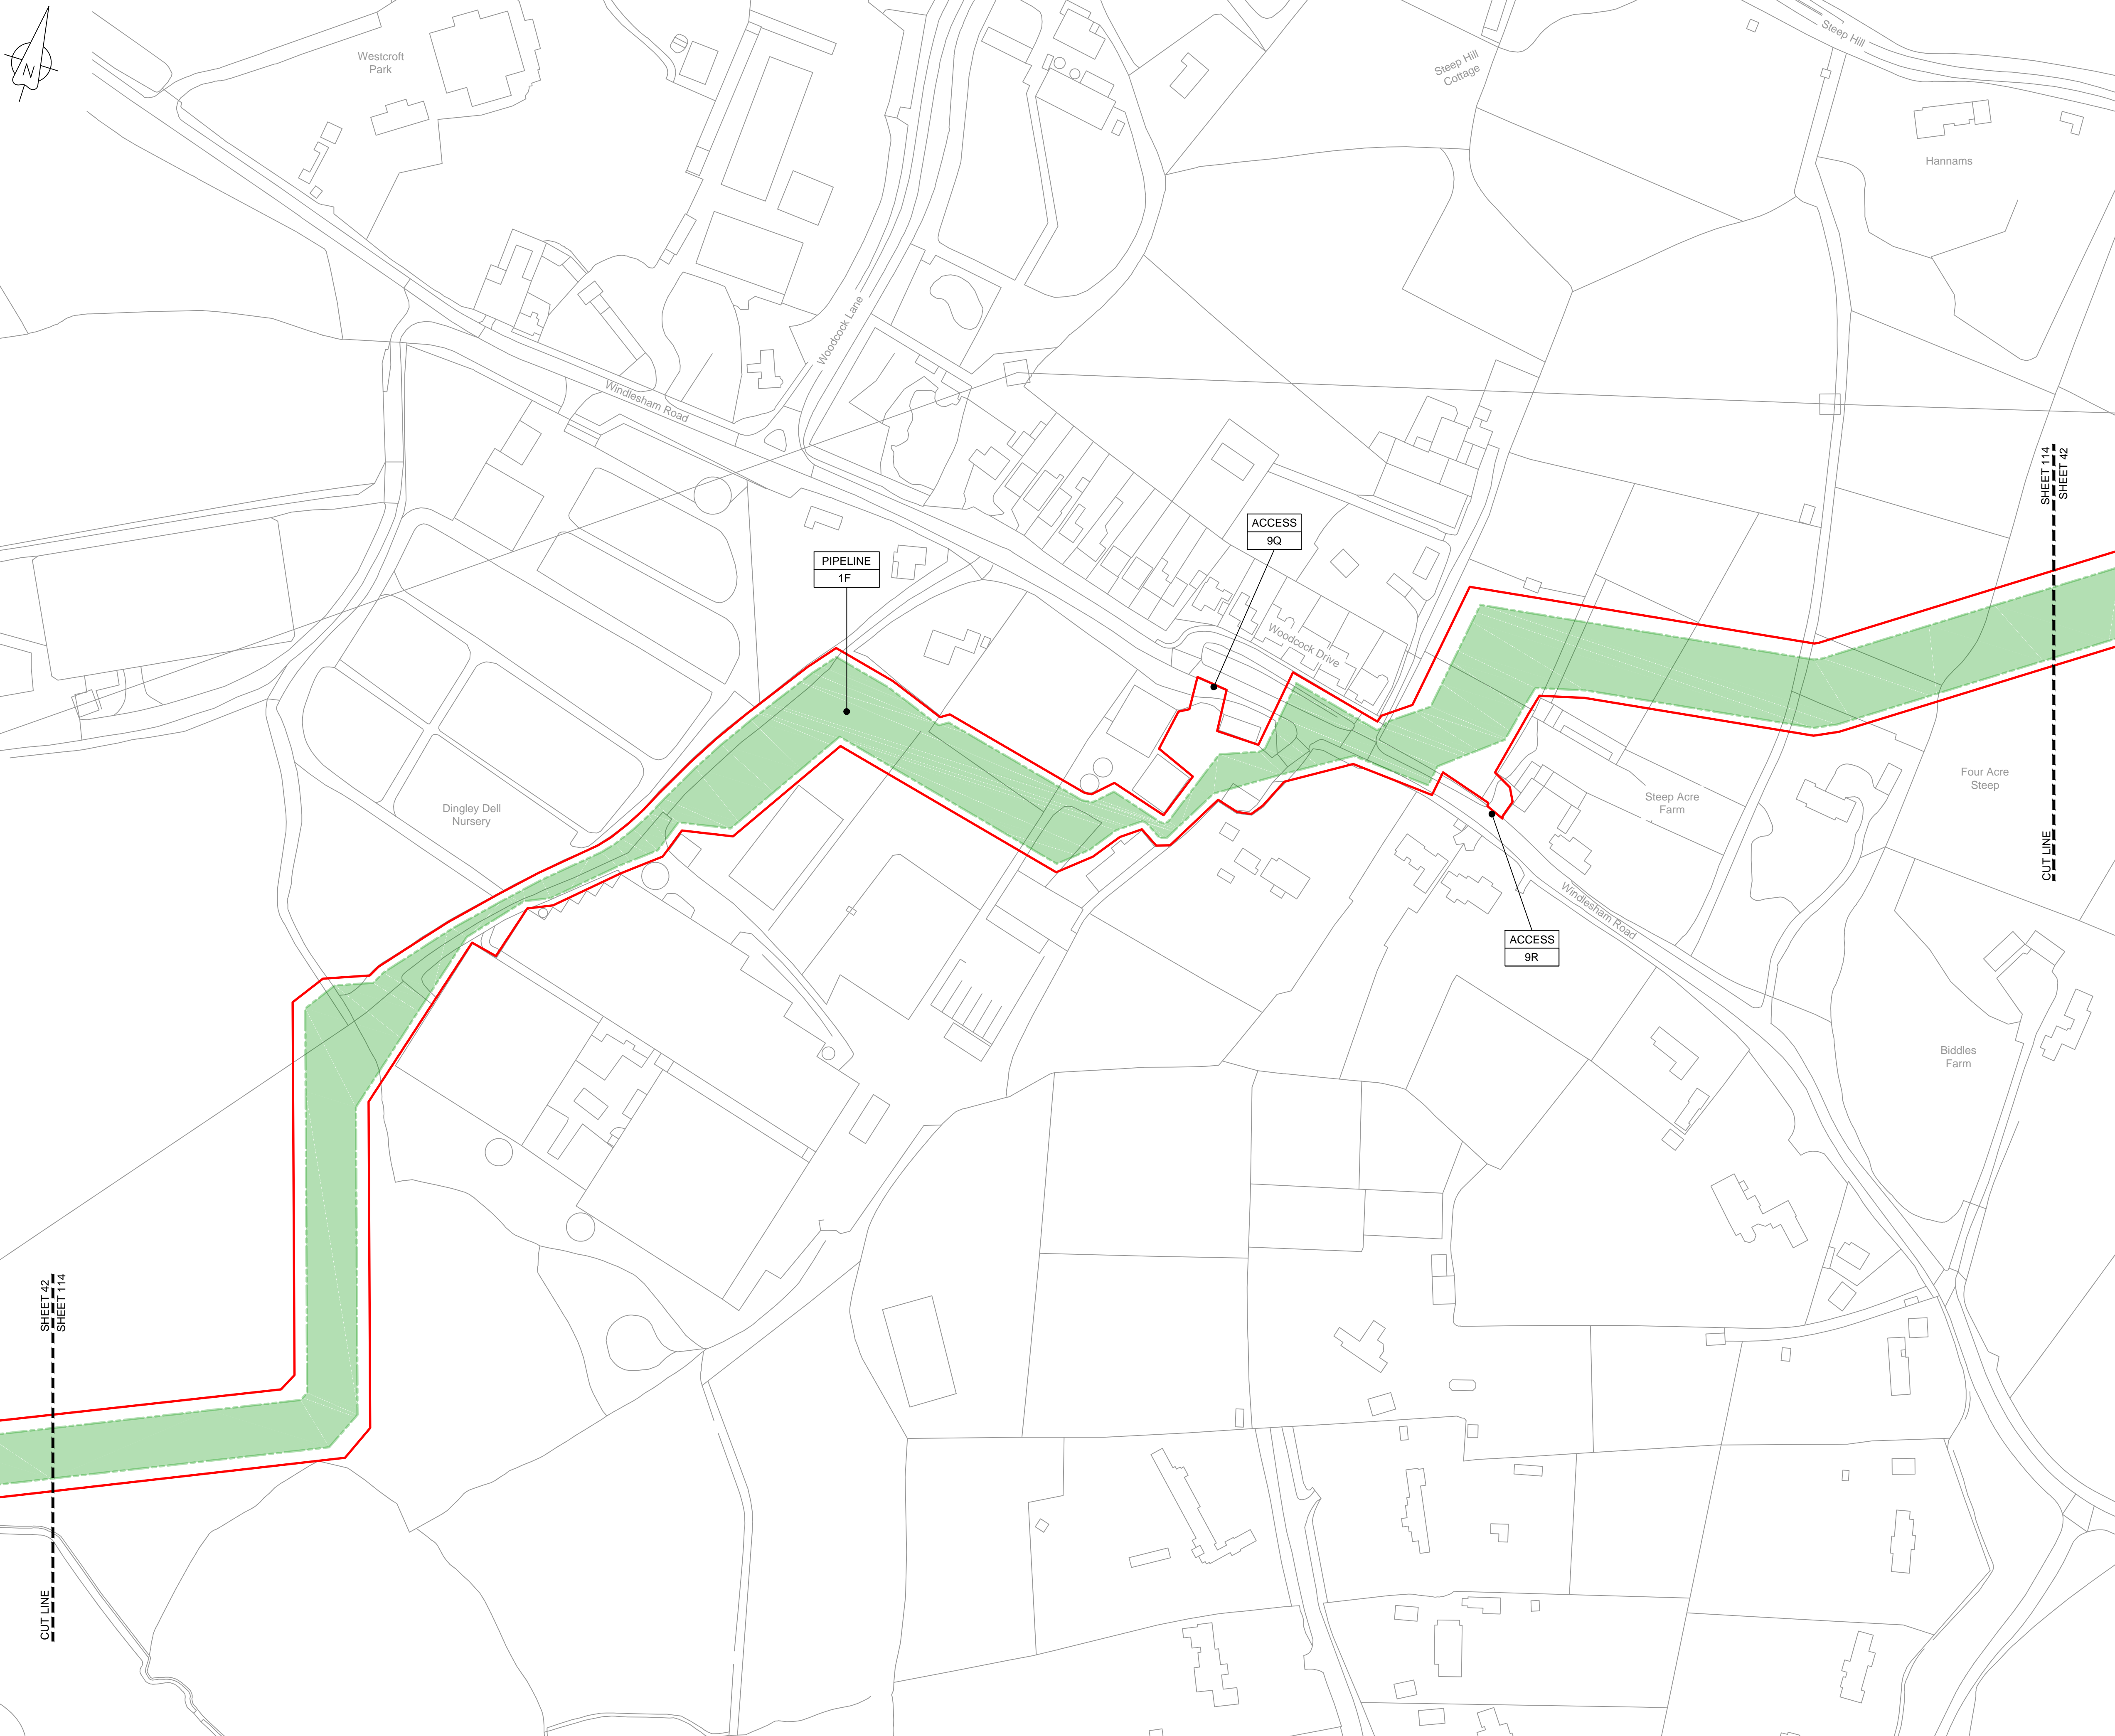 N
Westcroft
Park
Steep Hill
Steep Hill
Cottage
Hannams
Woodcock Lane
Windlesham Road
SHEET 114
SHEET 42
ACCESS
9Q
PIPELINE
1F
Woodcock Drive
Four Acre
Steep
Dingley Dell
Nursery
Steep Acre
Farm
CUT LINE
Windlesham Road
ACCESS
9R
Biddles
Farm
SHEET 42
SHEET 114
CUT LINE